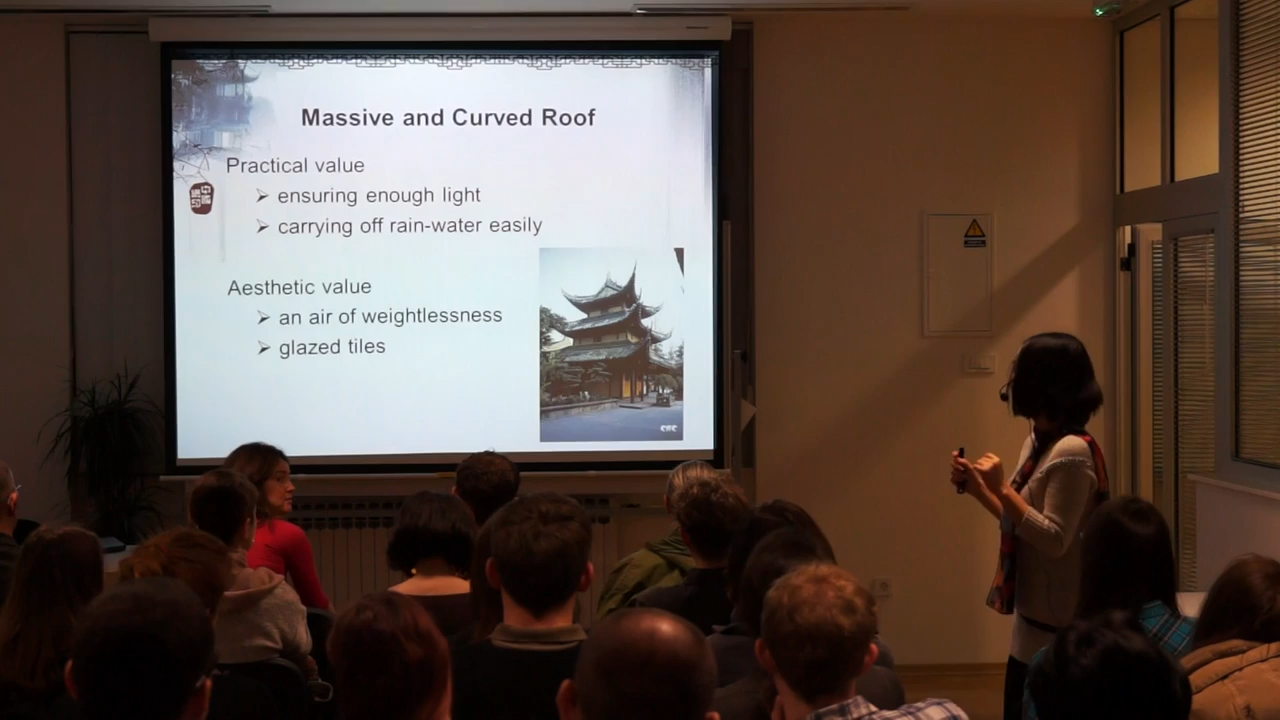 Massive and Curved Roof
Practical value
➢ ensuring enough light
➢ carrying off rain-water easily
Aesthetic value
➢ an air of weightlessness
➢ glazed tiles